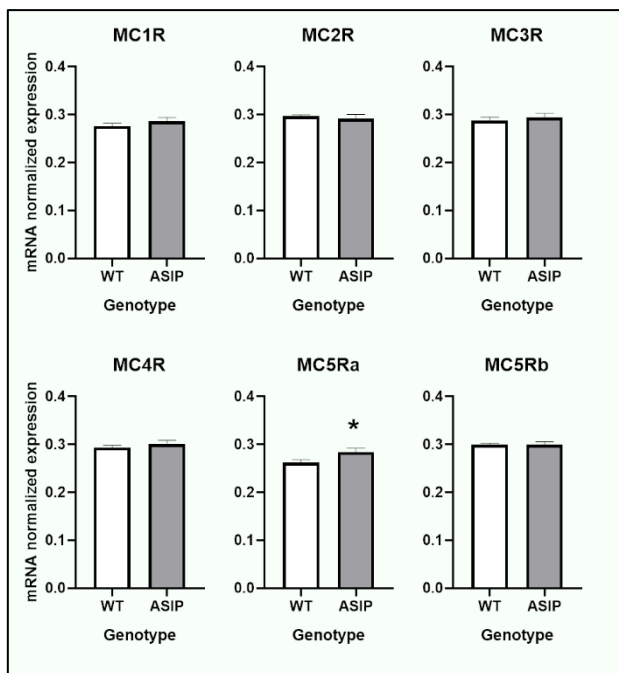 MC1R MC2R MC3R
mRNA normalized expression
0.4 0.4 0.4
0.3 0.3 0.3
0.2 0.2 0.2
0.1 0.1 0.1
0.0 0.0 0.0
WT ASIP WT ASIP WT ASIP
Genotype Genotype Genotype
MC4R MC5Ra MC5Rb
mRNA normalized expression
0.4 0.4 0.4
*
0.3 0.3 0.3
0.2 0.2 0.2
0.1 0.1 0.1
0.0 0.0 0.0
WT ASIP WT ASIP WT ASIP
Genotype Genotype Genotype